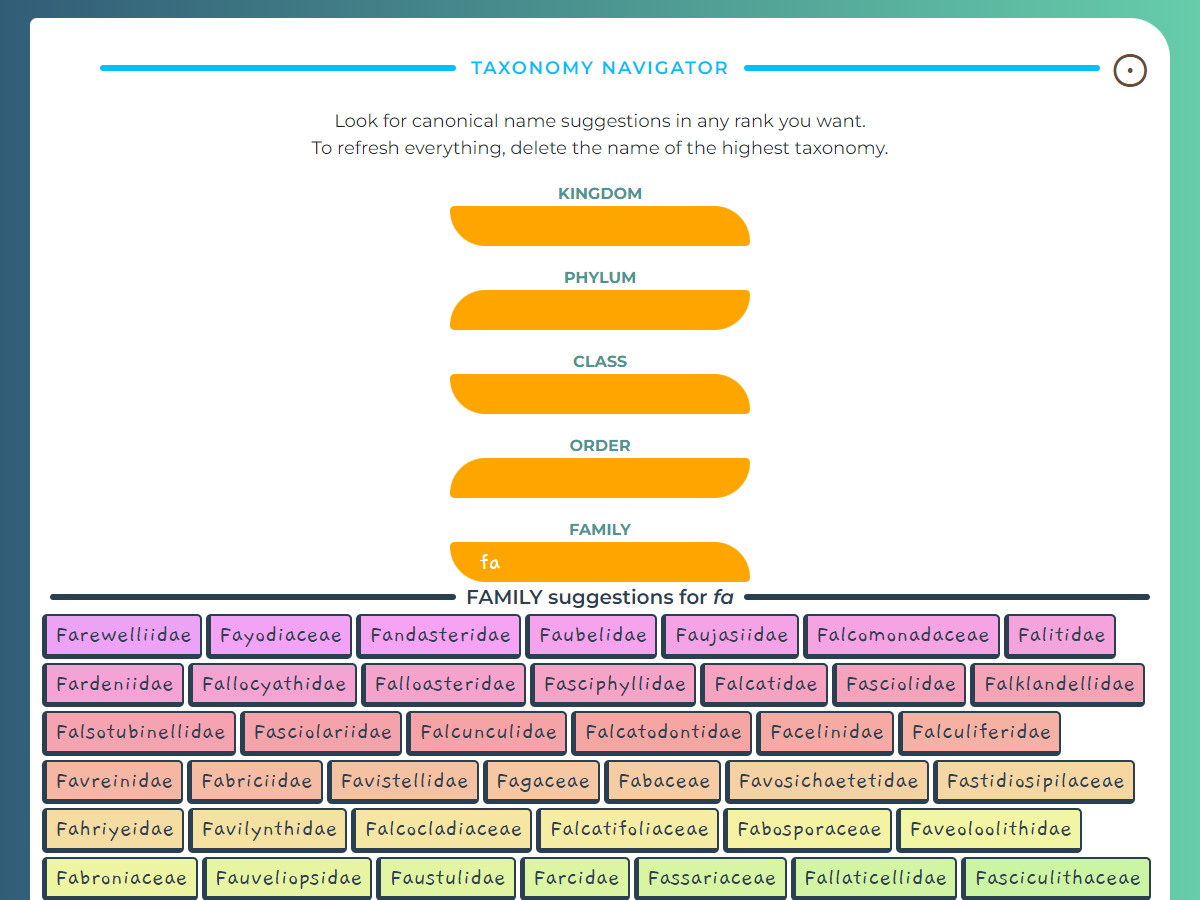 TAXONOMY NAVIGATOR
Look for canonical name suggestions in any rank you want.
To refresh everything, delete the name of the highest taxonomy.
KINGDOM
PHYLUM
CLASS
ORDER
FAMILY
fa
FAMILY suggestions for fa
Farewelliidae Fayodiaceae Fandasteridae Faubelidae Faujasiidae Falcomonadaceae Falitidae
Fardeniidae Fallocyathidae Falloasteridae Fasciphyllidae Falcatidae Fasciolidae Falklandellidae
Falsotubinellidae Fasciolariidae Falcunculidae Falcatodontidae Facelinidae Falculiferidae
Favreinidae Fabriciidae Favistellidae Fagaceae Fabaceae Favosichaetetidae Fastidiosipilaceae
Fahriyeidae Favilynthidae Falcocladiaceae Falcatifoliaceae Fabosporaceae Faveoloolithidae
Fabroniaceae Fauveliopsidae Faustulidae Farcidae Fassariaceae Fallaticellidae Fasciculithaceae